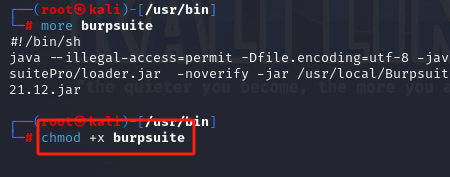 ┌──(root㉿kali)-[/usr/bin]
└─# more burpsuite
#!/bin/sh
java --illegal-access=permit -Dfile.encoding=utf-8 -jav
suitePro/loader.jar  -noverify -jar /usr/local/Burpsuit
21.12.jar
the quieter you become, the more you a
┌──(root㉿kali)-[/usr/bin]
└─# chmod +x burpsuite